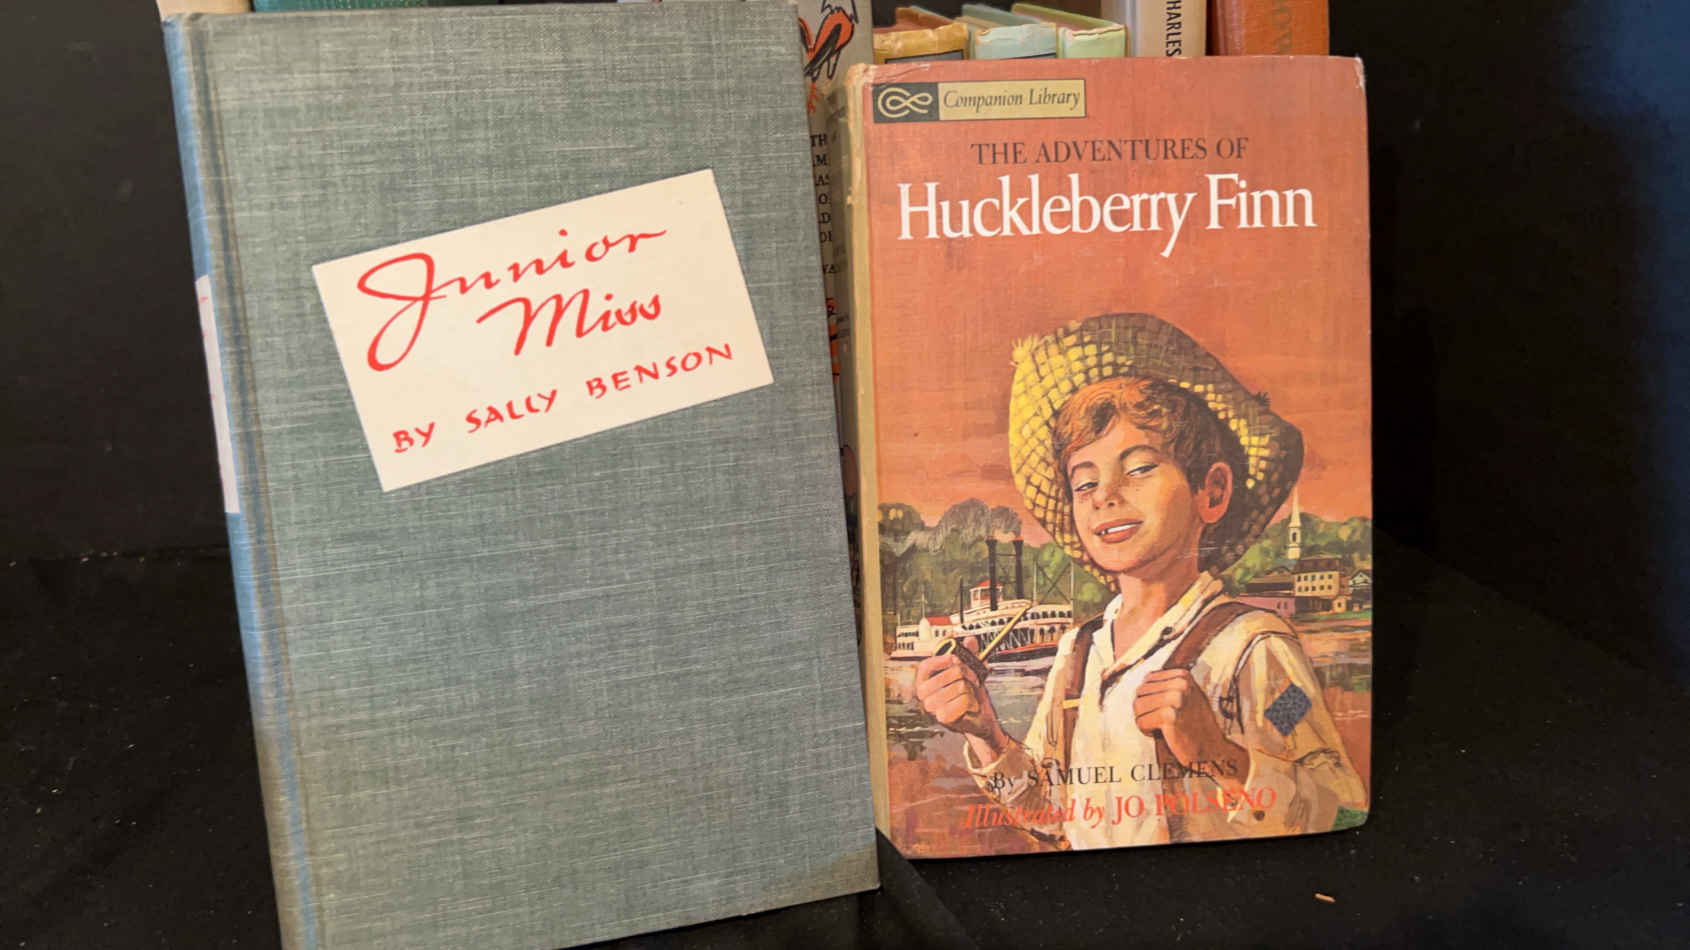 Junior
Miss
BY SALLY BENSON
HARLES
Companion Library
THE ADVENTURES OF
Huckleberry Finn
By SAMUEL CLEMENS
Illustrated by JO POLSENO